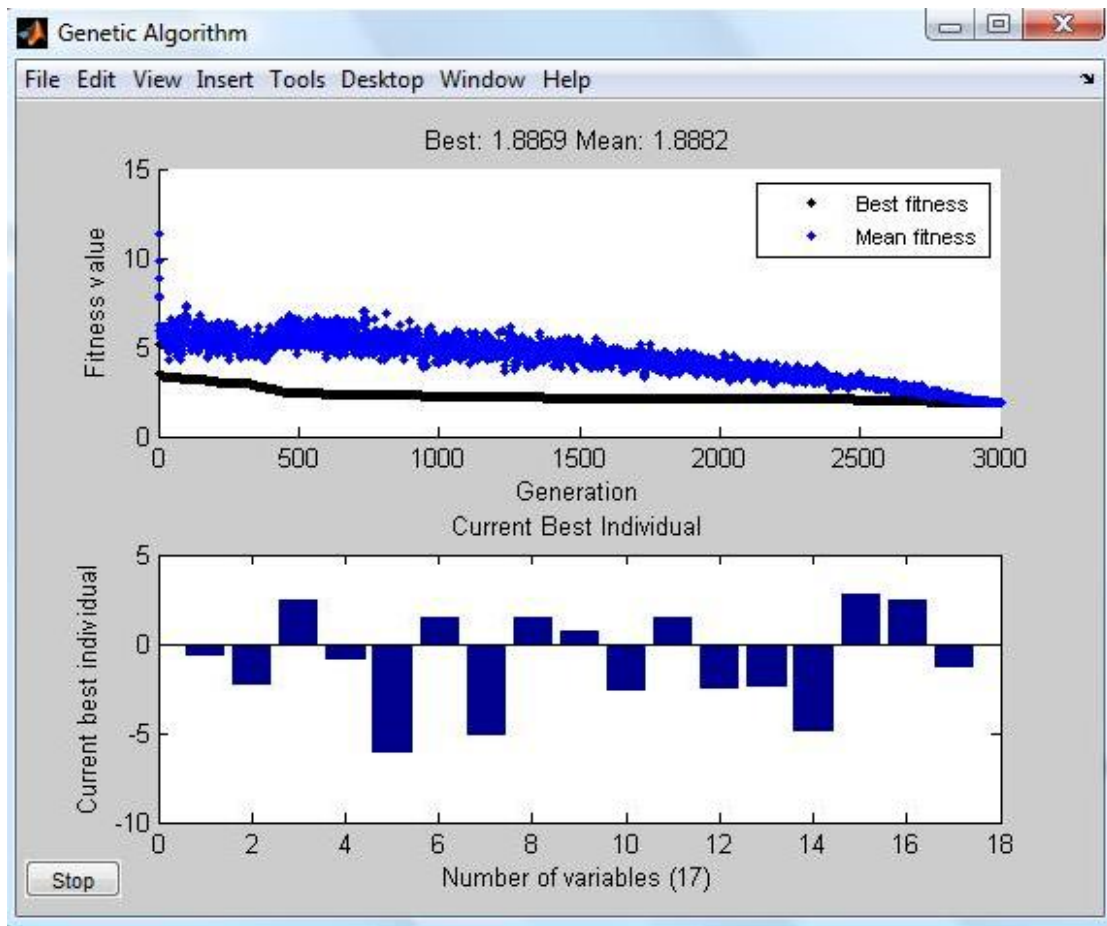 Genetic Algorithm
File Edit View Insert Tools Desktop Window Help
Best: 1.8869 Mean: 1.8882
Fitness value
15
10
5
0
Best fitness
Mean fitness
0 500 1000 1500 2000 2500 3000
Generation
Current Best Individual
Current best individual
5
0
-5
-10
0 2 4 6 8 10 12 14 16 18
Number of variables (17)
Stop